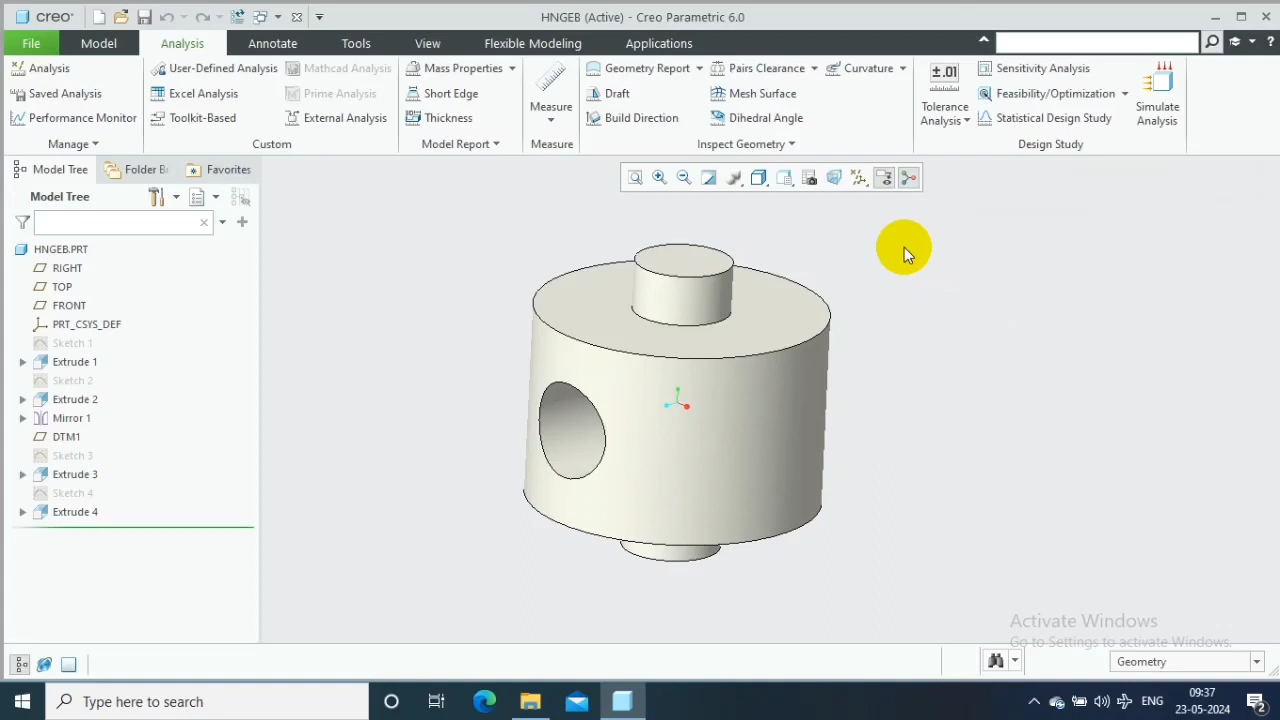 creo HNGEB (Active) - Creo Parametric 6.0
File Model Analysis Annotate Tools View Flexible Modeling Applications
Analysis User-Defined Analysis Mathcad Analysis Mass Properties Geometry Report Pairs Clearance Curvature Sensitivity Analysis
Saved Analysis Excel Analysis Prime Analysis Short Edge Draft Mesh Surface Feasibility/Optimization
Performance Monitor Toolkit-Based External Analysis Thickness Build Direction Dihedral Angle Statistical Design Study
Measure
±.01
Tolerance
Analysis
Simulate
Analysis
Manage Custom Model Report Measure Inspect Geometry Design Study
Model Tree Folder B Favorites
Model Tree
HNGEB.PRT
RIGHT
TOP
FRONT
PRT_CSYS_DEF
Sketch 1
Extrude 1
Sketch 2
Extrude 2
Mirror 1
DTM1
Sketch 3
Extrude 3
Sketch 4
Extrude 4
Activate Windows
Go to Settings to activate Windows.
Geometry
Type here to search
ENG
09:37
23-05-2024
2